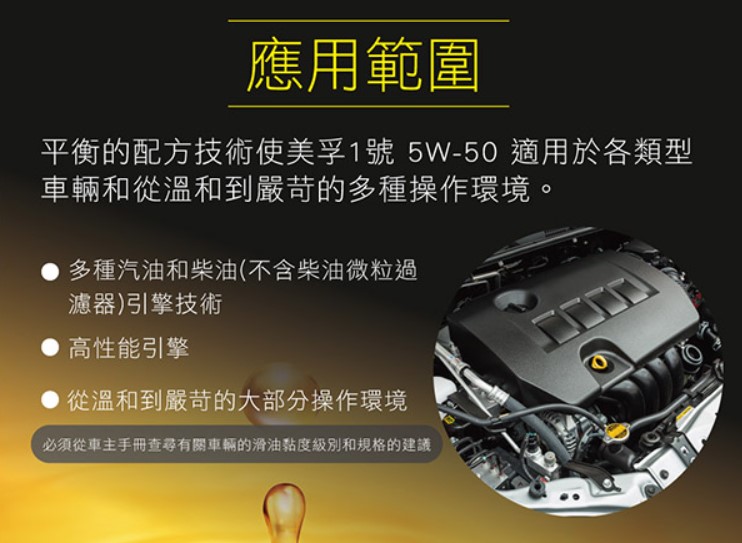 應用範圍
平衡的配方技術使美孚1號 5W-50 適用於各類型
車輛和從溫和到嚴苛的多種操作環境。
● 多種汽油和柴油(不含柴油微粒過
濾器)引擎技術
● 高性能引擎
● 從溫和到嚴苛的大部分操作環境
必須從車主手冊查尋有關車輛的滑油黏度級別和規格的建議